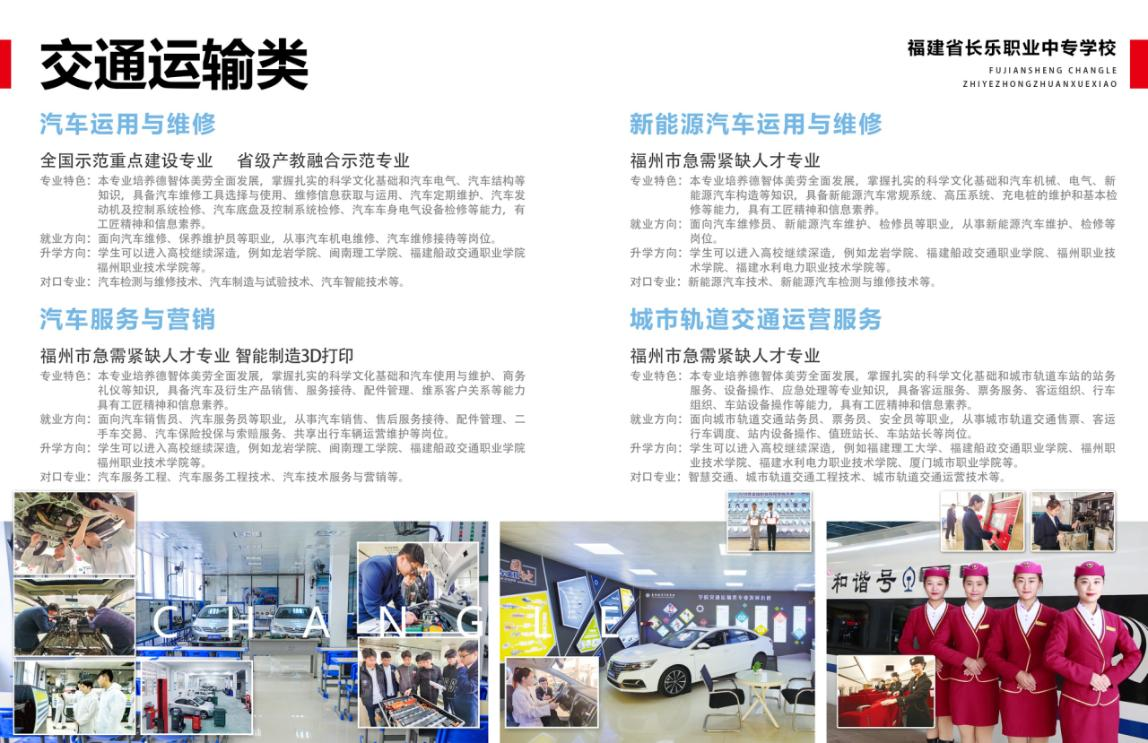 交通运输类
福建省长乐职业中专学校
FUJIANSHENG CHANGLE
ZHIYEZHONGZHUANXUEXIAO
汽车运用与维修
全国示范重点建设专业 省级产教融合示范专业
专业特色：本专业培养德智体美劳全面发展，掌握扎实的科学文化基础和汽车电气、汽车结构等
知识，具备汽车维修工具选择与使用、维修信息获取与运用、汽车定期维护、汽车发
动机及控制系统检修、汽车底盘及控制系统检修、汽车车身电气设备检修等能力，有
工匠精神和信息素养。
就业方向：面向汽车维修、保养维护员等职业，从事汽车机电维修、汽车维修接待等岗位。
升学方向：学生可以进入高校继续深造，例如龙岩学院、闽南理工学院、福建船政交通职业学院
福州职业技术学院等。
对口专业：汽车检测与维修技术、汽车制造与试验技术、汽车智能技术等。
汽车服务与营销
福州市急需紧缺人才专业 智能制造3D打印
专业特色：本专业培养德智体美劳全面发展，掌握扎实的科学文化基础和汽车使用与维护、商务
礼仪等知识，具备汽车及衍生产品销售、服务接待、配件管理、维系客户关系等能力
具有工匠精神和信息素养。
就业方向：面向汽车销售员、汽车服务员等职业，从事汽车销售、售后服务接待、配件管理、二
手车交易、汽车保险投保与索赔服务、共享出行车辆运营维护等岗位。
升学方向：学生可以进入高校继续深造，例如龙岩学院、闽南理工学院、福建船政交通职业学院
福州职业技术学院等。
对口专业：汽车服务工程、汽车服务工程技术、汽车技术服务与营销等。
新能源汽车运用与维修
福州市急需紧缺人才专业
专业特色：本专业培养德智体美劳全面发展，掌握扎实的科学文化基础和汽车机械、电气、新
能源汽车构造等知识，具备新能源汽车常规系统、高压系统、充电桩的维护和基本检
修等能力，具有工匠精神和信息素养。
就业方向：面向汽车维修员、新能源汽车维护、检修员等职业，从事新能源汽车维护、检修等
岗位。
升学方向：学生可以进入高校继续深造，例如龙岩学院、福建船政交通职业学院、福州职业技
术学院、福建水利电力职业技术学院等。
对口专业：新能源汽车技术、新能源汽车检测与维修技术等。
城市轨道交通运营服务
福州市急需紧缺人才专业
专业特色：本专业培养德智体美劳全面发展，掌握扎实的科学文化基础和城市轨道车站的站务
服务、设备操作、应急处理等专业知识，具备客运服务、票务服务、客运组织、行车
组织、车站设备操作等能力，具有工匠精神和信息素养。
就业方向：面向城市轨道交通站务员、票务员、安全员等职业，从事城市轨道交通售票、客运
行车调度、站内设备操作、值班站长、车站站长等岗位。
升学方向：学生可以进入高校继续深造，例如福建理工大学、福建船政交通职业学院、福州职
业技术学院、福建水利电力职业技术学院、厦门城市职业学院等。
对口专业：智慧交通、城市轨道交通工程技术、城市轨道交通运营技术等。
CHANGLE
和谐号